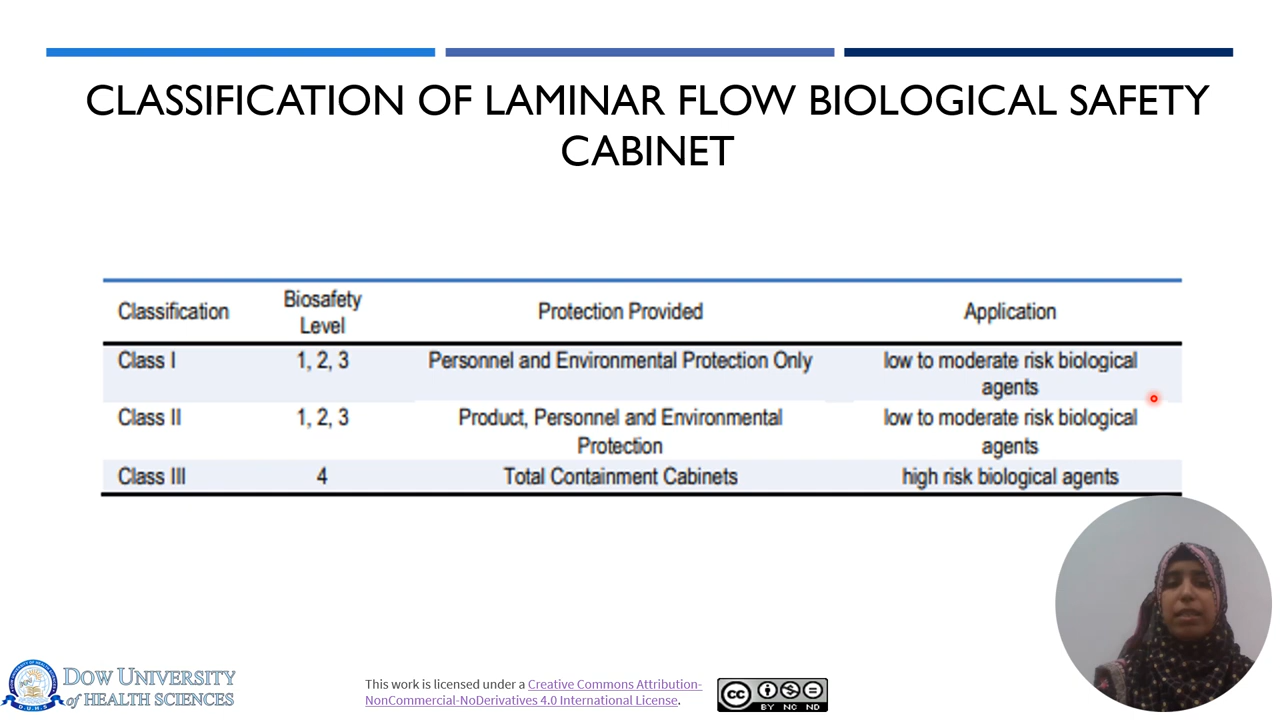 CLASSIFICATION OF LAMINAR FLOW BIOLOGICAL SAFETY
CABINET
Classification Biosafety Level Protection Provided Application
Class I 1, 2, 3 Personnel and Environmental Protection Only low to moderate risk biological agents
Class II 1, 2, 3 Product, Personnel and Environmental Protection low to moderate risk biological agents
Class III 4 Total Containment Cabinets high risk biological agents
DOW UNIVERSITY
of HEALTH SCIENCES
D.U.H.S
This work is licensed under a Creative Commons Attribution-
NonCommercial-NoDerivatives 4.0 International License.
cc
BY NC ND